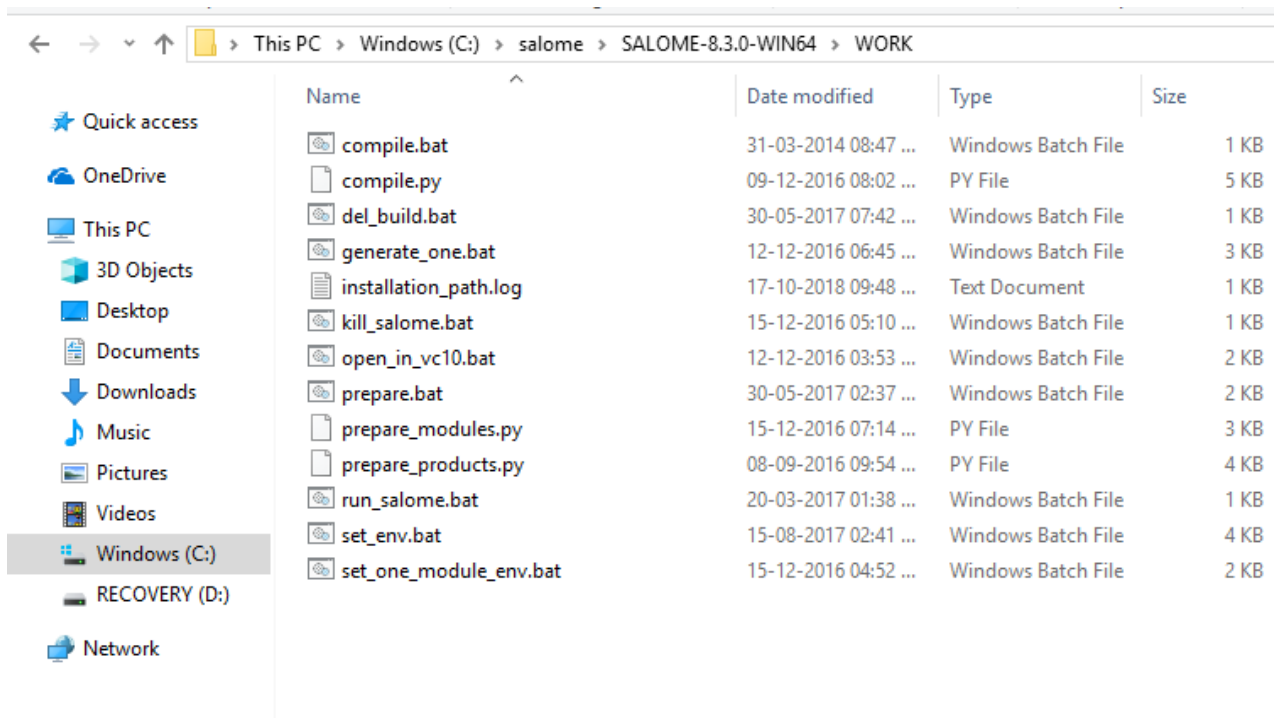 This PC > Windows (C:) > salome > SALOME-8.3.0-WIN64 > WORK
Name Date modified Type Size
Quick access
OneDrive
This PC
3D Objects
Desktop
Documents
Downloads
Music
Pictures
Videos
Windows (C:)
RECOVERY (D:)
Network
compile.bat 31-03-2014 08:47 ... Windows Batch File 1 KB
compile.py 09-12-2016 08:02 ... PY File 5 KB
del_build.bat 30-05-2017 07:42 ... Windows Batch File 1 KB
generate_one.bat 12-12-2016 06:45 ... Windows Batch File 3 KB
installation_path.log 17-10-2018 09:48 ... Text Document 1 KB
kill_salome.bat 15-12-2016 05:10 ... Windows Batch File 1 KB
open_in_vc10.bat 12-12-2016 03:53 ... Windows Batch File 2 KB
prepare.bat 30-05-2017 02:37 ... Windows Batch File 2 KB
prepare_modules.py 15-12-2016 07:14 ... PY File 3 KB
prepare_products.py 08-09-2016 09:54 ... PY File 4 KB
run_salome.bat 20-03-2017 01:38 ... Windows Batch File 1 KB
set_env.bat 15-08-2017 02:41 ... Windows Batch File 4 KB
set_one_module_env.bat 15-12-2016 04:52 ... Windows Batch File 2 KB